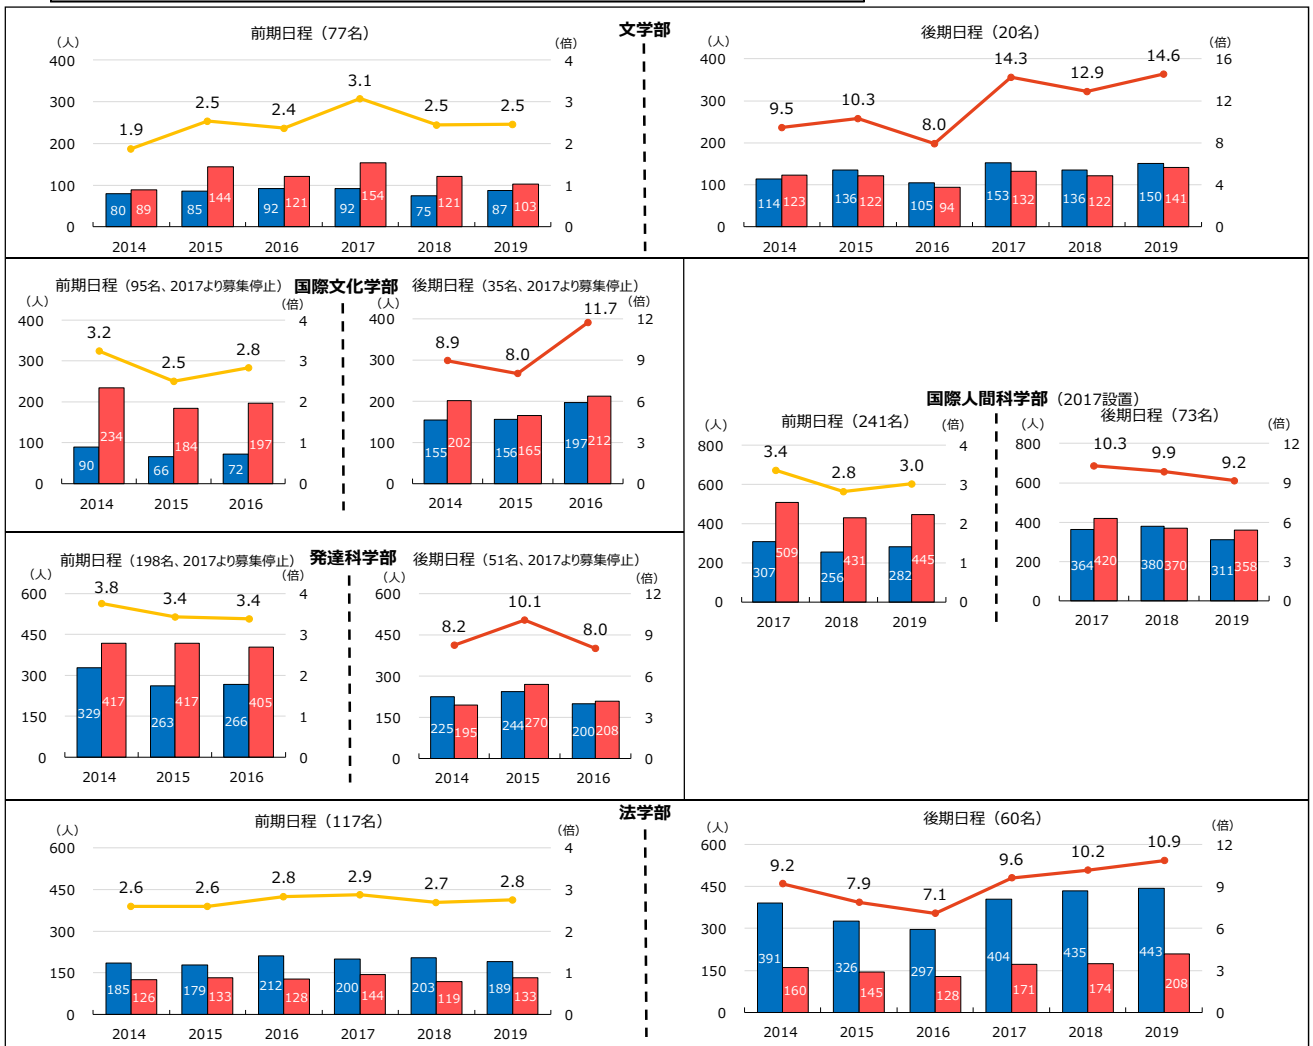 文学部
前期日程（77名）
（人）
（倍）
400
300
200
100
0
4
3
2
1
0
1.9
2.5
2.4
3.1
2.5
2.5
80 89 85 144 92 121 92 154 75 121 87 103
2014 2015 2016 2017 2018 2019
後期日程（20名）
（人）
（倍）
400
300
200
100
0
16
12
8
4
0
9.5
10.3
8.0
14.3
12.9
14.6
114 123 136 122 105 94 153 132 136 122 150 141
2014 2015 2016 2017 2018 2019
国際文化学部
前期日程（95名、2017より募集停止）
（人）
（倍）
400
300
200
100
0
4
3
2
1
0
3.2
2.5
2.8
90 234 66 184 72 197
2014 2015 2016
後期日程（35名、2017より募集停止）
（人）
（倍）
400
300
200
100
0
12
9
6
3
0
8.9
8.0
11.7
155 202 156 165 197 212
2014 2015 2016
国際人間科学部（2017設置）
前期日程（241名）
（人）
（倍）
800
600
400
200
0
4
3
2
1
0
3.4
2.8
3.0
307 509 256 431 282 445
2017 2018 2019
後期日程（73名）
（人）
（倍）
800
600
400
200
0
12
9
6
3
0
10.3
9.9
9.2
364 420 380 370 311 358
2017 2018 2019
発達科学部
前期日程（198名、2017より募集停止）
（人）
（倍）
600
450
300
150
0
4
3
2
1
0
3.8
3.4
3.4
329 417 263 417 266 405
2014 2015 2016
後期日程（51名、2017より募集停止）
（人）
（倍）
600
450
300
150
0
12
9
6
3
0
8.2
10.1
8.0
225 195 244 270 200 208
2014 2015 2016
法学部
前期日程（117名）
（人）
（倍）
600
450
300
150
0
4
3
2
1
0
2.6
2.6
2.8
2.9
2.7
2.8
185 126 179 133 212 128 200 144 203 119 189 133
2014 2015 2016 2017 2018 2019
後期日程（60名）
（人）
（倍）
600
450
300
150
0
12
9
6
3
0
9.2
7.9
7.1
9.6
10.2
10.9
391 160 326 145 297 128 404 171 435 174 443 208
2014 2015 2016 2017 2018 2019